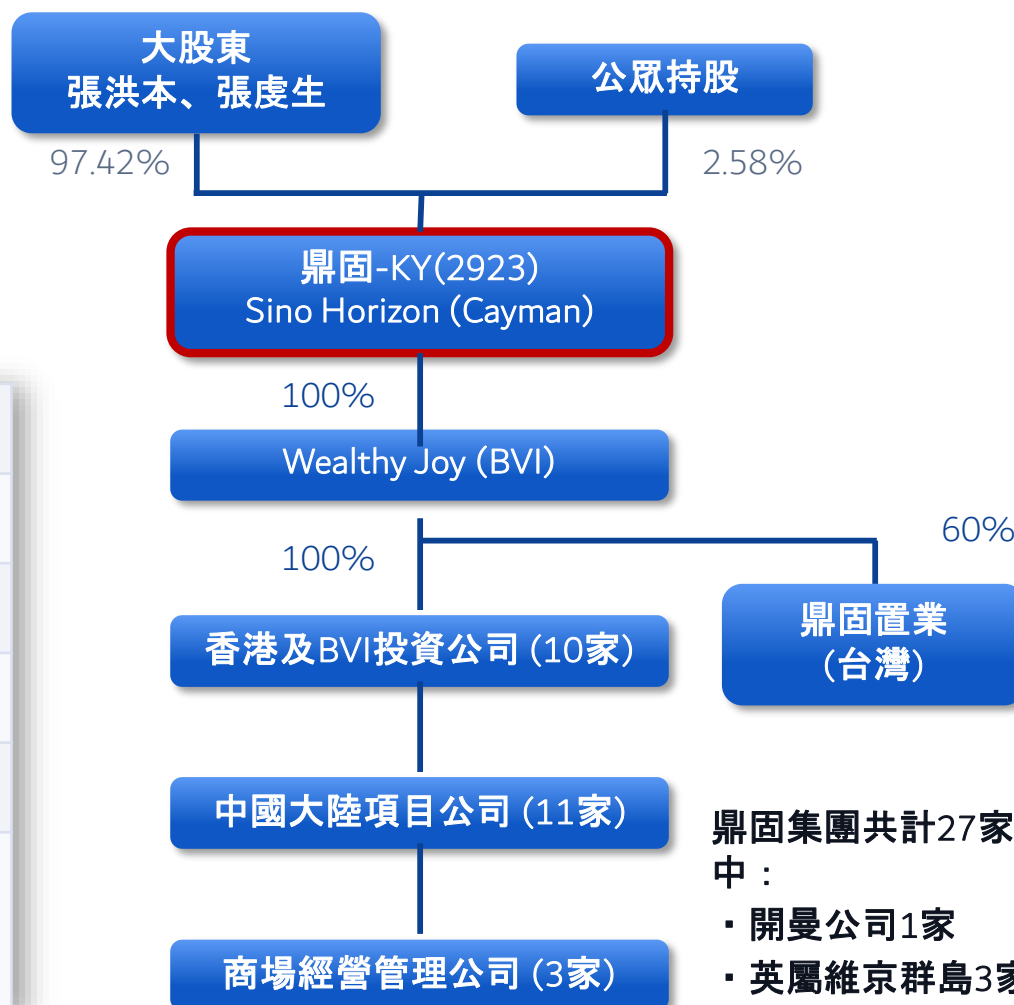 大股東
張洪本、張虔生
公眾持股
97.42%
2.58%
鼎固-KY(2923)
Sino Horizon (Cayman)
100%
Wealthy Joy (BVI)
100%
60%
鼎固置業
(台灣)
香港及BVI投資公司 (10家)
中國大陸項目公司 (11家)
鼎固集團共計27家
中：
▪ 開曼公司1家
▪ 英屬維京群島3家
商場經營管理公司 (3家)